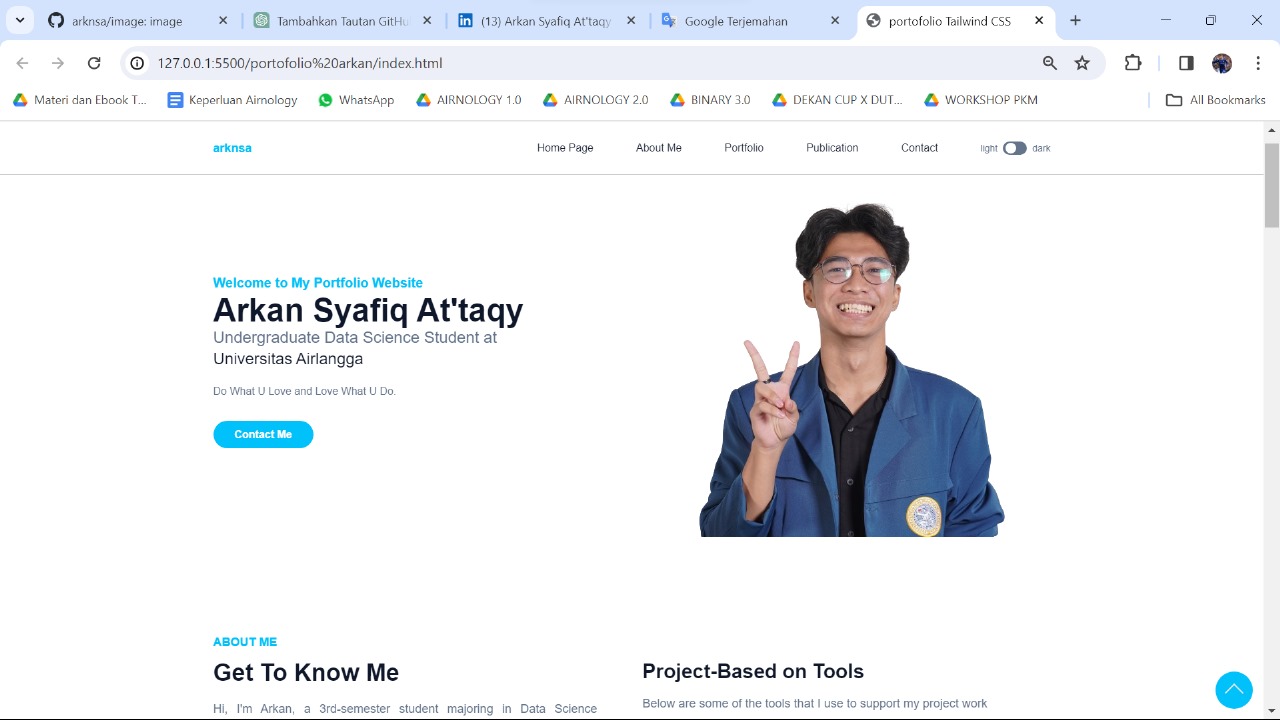 arknsa/image: image
Tambahkan Tautan GitHu
(13) Arkan Syafiq At'taqy
Google Terjemahan
portofolio Tailwind CSS
127.0.0.1:5500/portofolio%20arkan/index.html
Materi dan Ebook T...
Keperluan Airnology
WhatsApp
AIRNOLOGY 1.0
AIRNOLOGY 2.0
BINARY 3.0
DEKAN CUP X DUT...
WORKSHOP PKM
All Bookmarks
arknsa
Home Page
About Me
Portfolio
Publication
Contact
light
dark
Welcome to My Portfolio Website
Arkan Syafiq At'taqy
Undergraduate Data Science Student at
Universitas Airlangga
Do What U Love and Love What U Do.
Contact Me
ABOUT ME
Get To Know Me
Hi, I'm Arkan, a 3rd-semester student majoring in Data Science
Project-Based on Tools
Below are some of the tools that I use to support my project work